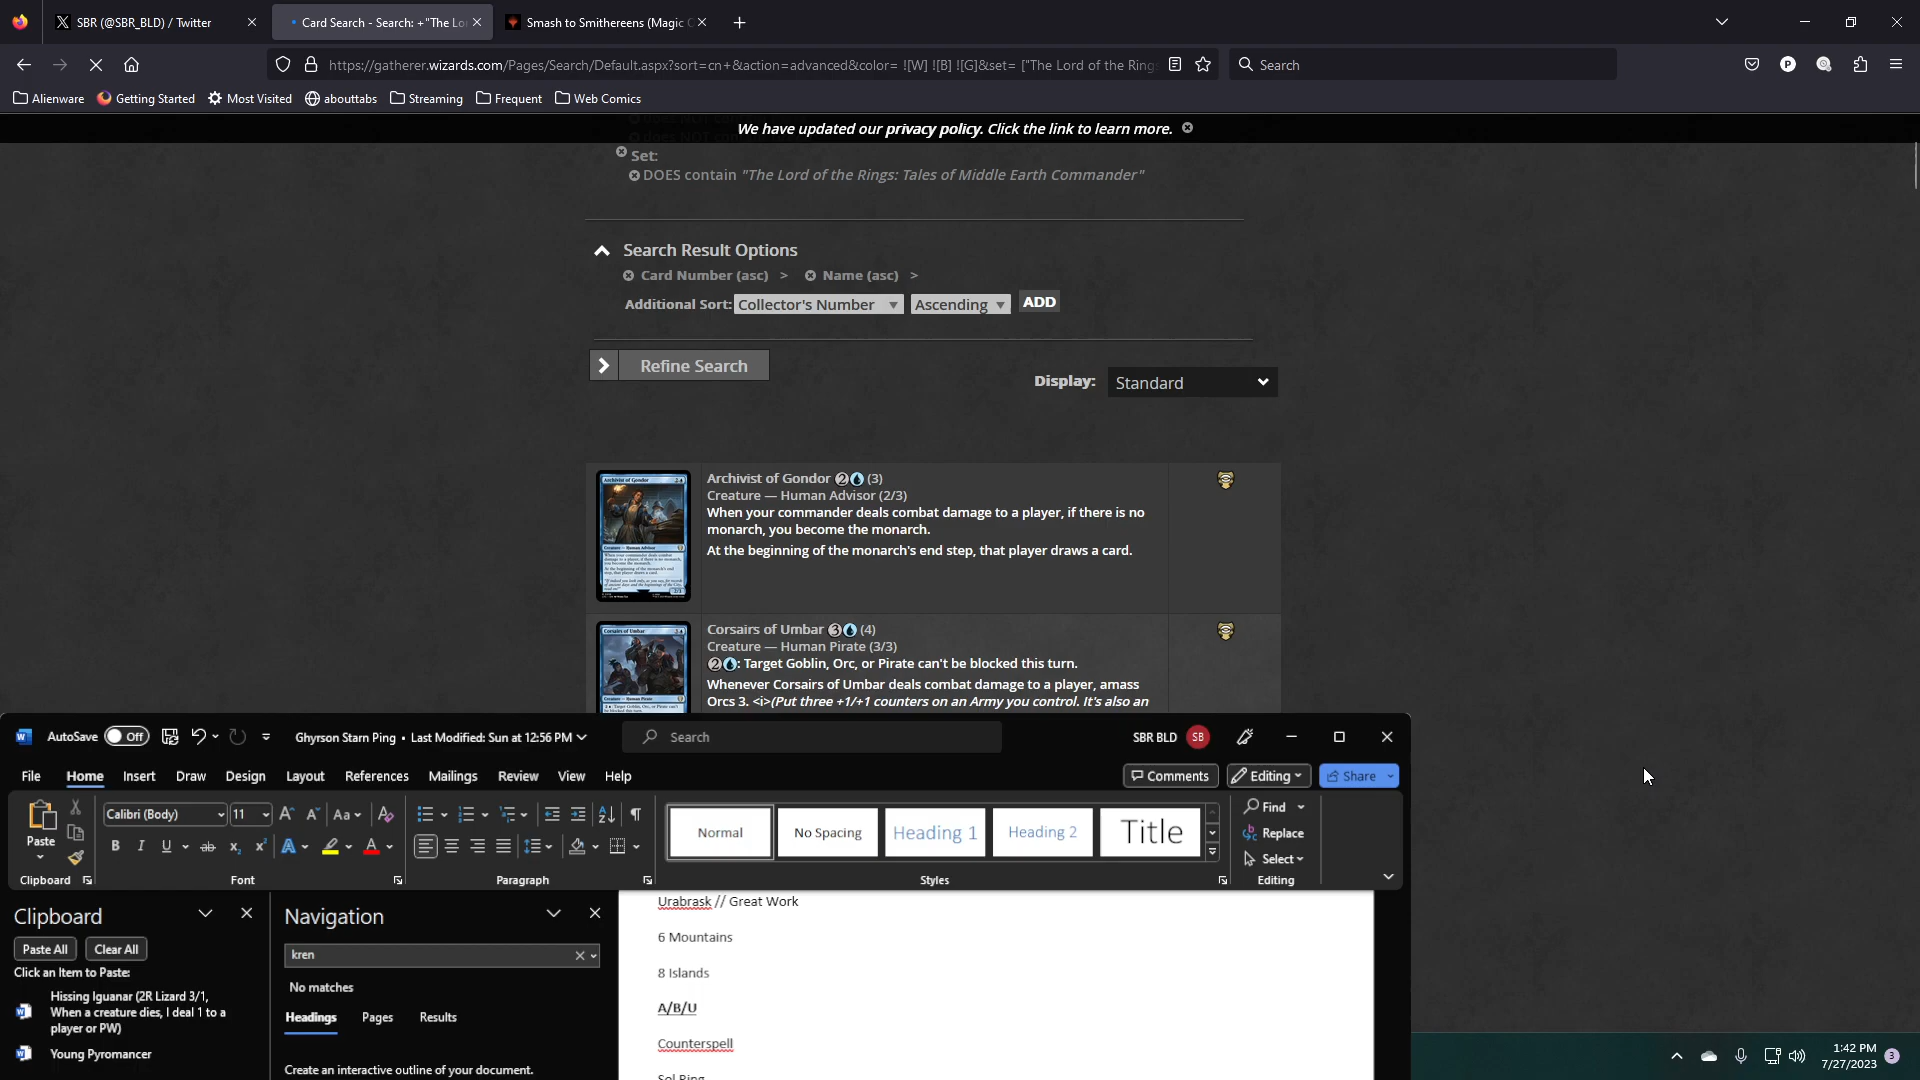 SBR (@SBR_BLD) / Twitter
Card Search - Search: +"The Lo
Smash to Smithereens (Magic C
https://gatherer.wizards.com/Pages/Search/Default.aspx?sort=cn+&action=advanced&color= ![W] ![B] ![G]&set= ["The Lord of the Ring
Search
Alienware
Getting Started
Most Visited
abouttabs
Streaming
Frequent
Web Comics
We have updated our privacy policy. Click the link to learn more.
Set:
DOES contain "The Lord of the Rings: Tales of Middle Earth Commander"
Search Result Options
Card Number (asc) > Name (asc) >
Additional Sort: Collector's Number Ascending ADD
Refine Search
Display: Standard
Archivist of Gondor 2 (3)
Creature — Human Advisor (2/3)
When your commander deals combat damage to a player, if there is no
monarch, you become the monarch.
At the beginning of the monarch's end step, that player draws a card.
Archivist of Gondor
Corsairs of Umbar 3 (4)
Creature — Human Pirate (3/3)
2: Target Goblin, Orc, or Pirate can't be blocked this turn.
Whenever Corsairs of Umbar deals combat damage to a player, amass
Orcs 3. <i>(Put three +1/+1 counters on an Army you control. It's also an
Corsairs of Umbar
AutoSave Off
Ghyrson Starn Ping • Last Modified: Sun at 12:56 PM
Search
SBR BLD SB
File Home Insert Draw Design Layout References Mailings Review View Help
Comments Editing Share
Paste
Clipboard
Calibri (Body) 11
Font
Paragraph
Normal
No Spacing
Heading 1
Heading 2
Title
Styles
Find
Replace
Select
Editing
Clipboard
Paste All Clear All
Click an Item to Paste:
Hissing Iguanar (2R Lizard 3/1,
When a creature dies, I deal 1 to a
player or PW)
Young Pyromancer
Navigation
kren
No matches
Headings Pages Results
Create an interactive outline of your document.
Urabrask // Great Work
6 Mountains
8 Islands
A/B/U
Counterspell
Sol Ring
1:42 PM
7/27/2023
3